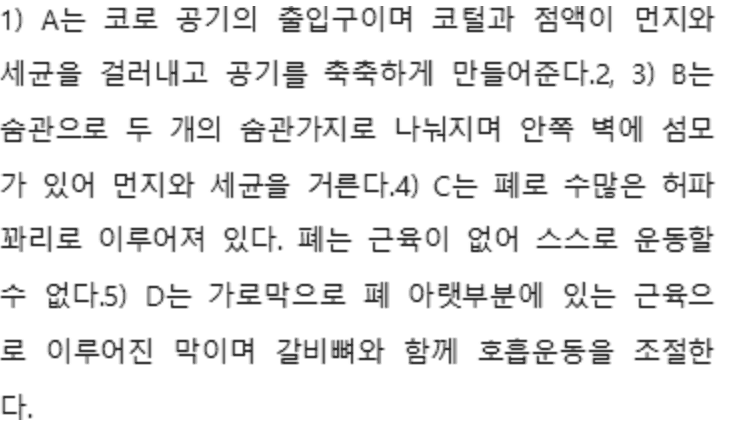 1) A는 코로 공기의 출입구이며 코털과 점액이 먼지와
세균을 걸러내고 공기를 축축하게 만들어준다.2, 3) B는
숨관으로 두 개의 숨관가지로 나눠지며 안쪽 벽에 섬모
가 있어 먼지와 세균을 거른다.4) C는 폐로 수많은 허파
꽈리로 이루어져 있다. 폐는 근육이 없어 스스로 운동할
수 없다.5) D는 가로막으로 폐 아랫부분에 있는 근육으
로 이루어진 막이며 갈비뼈와 함께 호흡운동을 조절한
다.